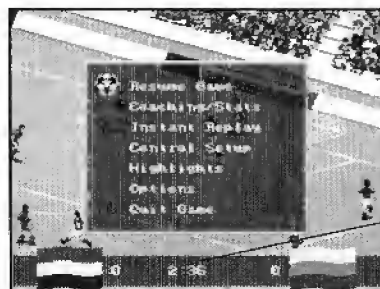 Resume Game
Coaching/Stats
Instant Replay
Control Setup
Highlights
Options
Quit Game
0 2:36 0